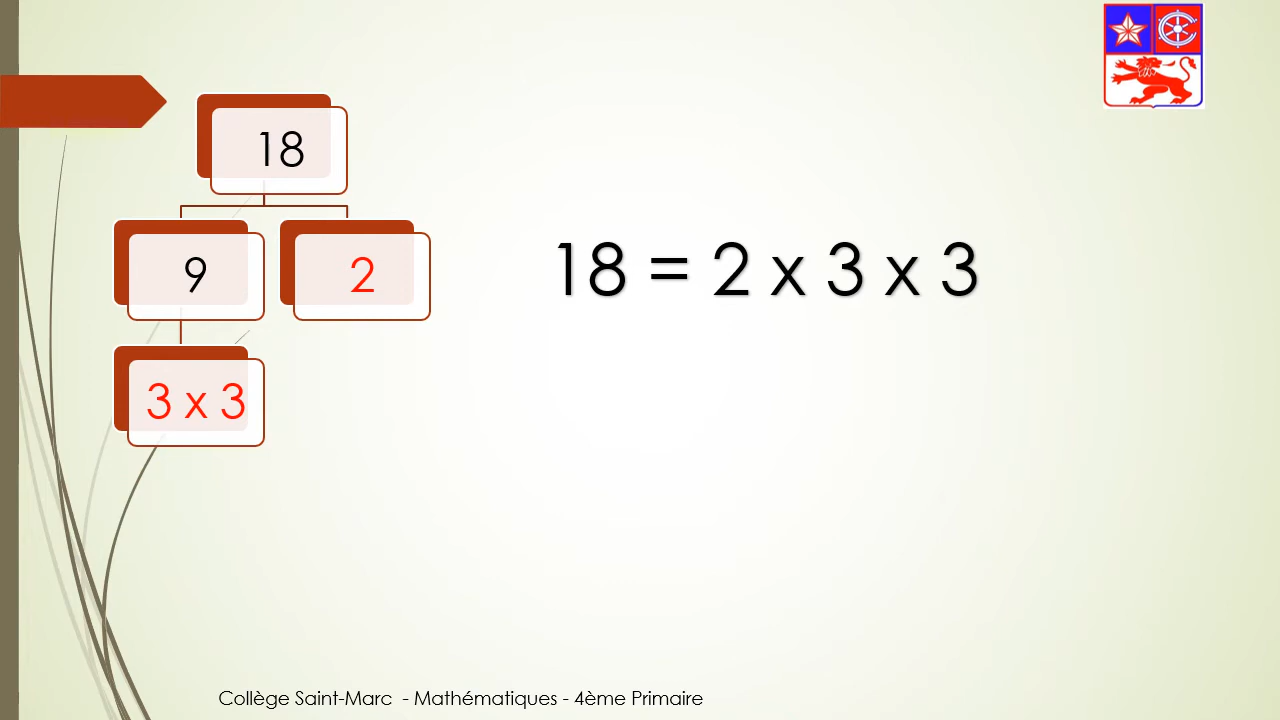 18
9
2
3 x 3
18 = 2 x 3 x 3
Collège Saint-Marc - Mathématiques - 4ème Primaire